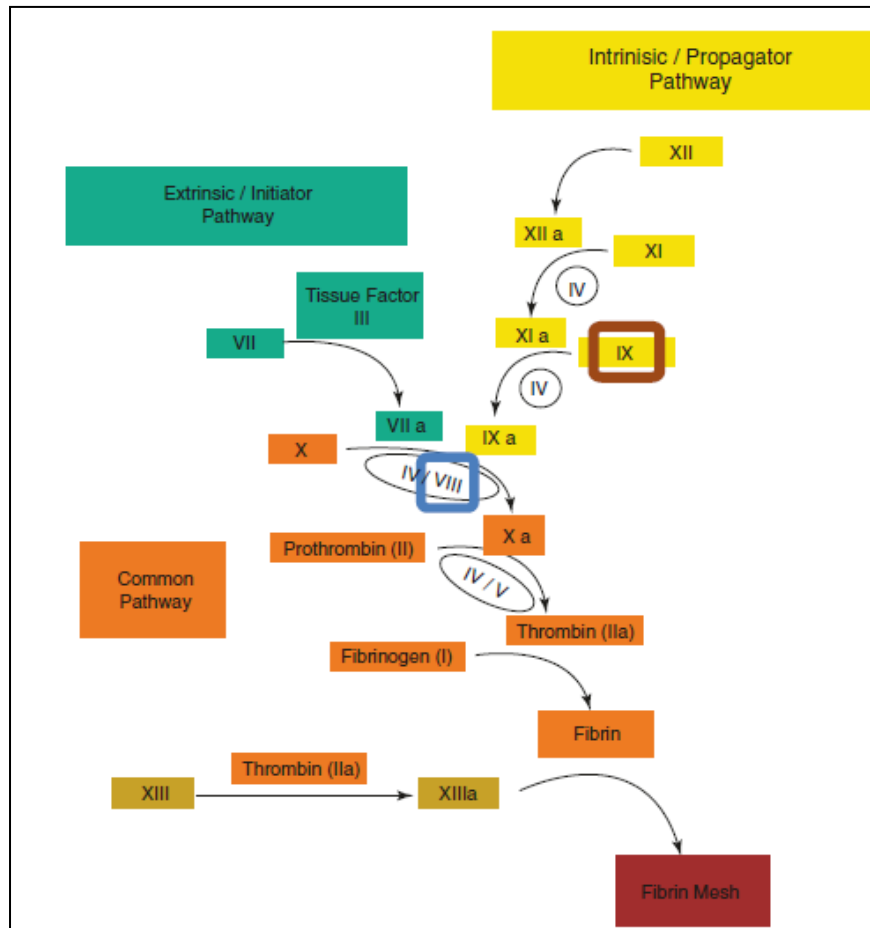 Intrinisic / Propagator
Pathway
XII
Extrinsic / Initiator
Pathway
XII a
XI
IV
Tissue Factor
III
XI a
VII
IX
IV
VII a
IX a
X
IV / VIII
X a
Prothrombin (II)
IV / V
Common
Pathway
Thrombin (IIa)
Fibrinogen (I)
Fibrin
Thrombin (IIa)
XIII
XIIIa
Fibrin Mesh